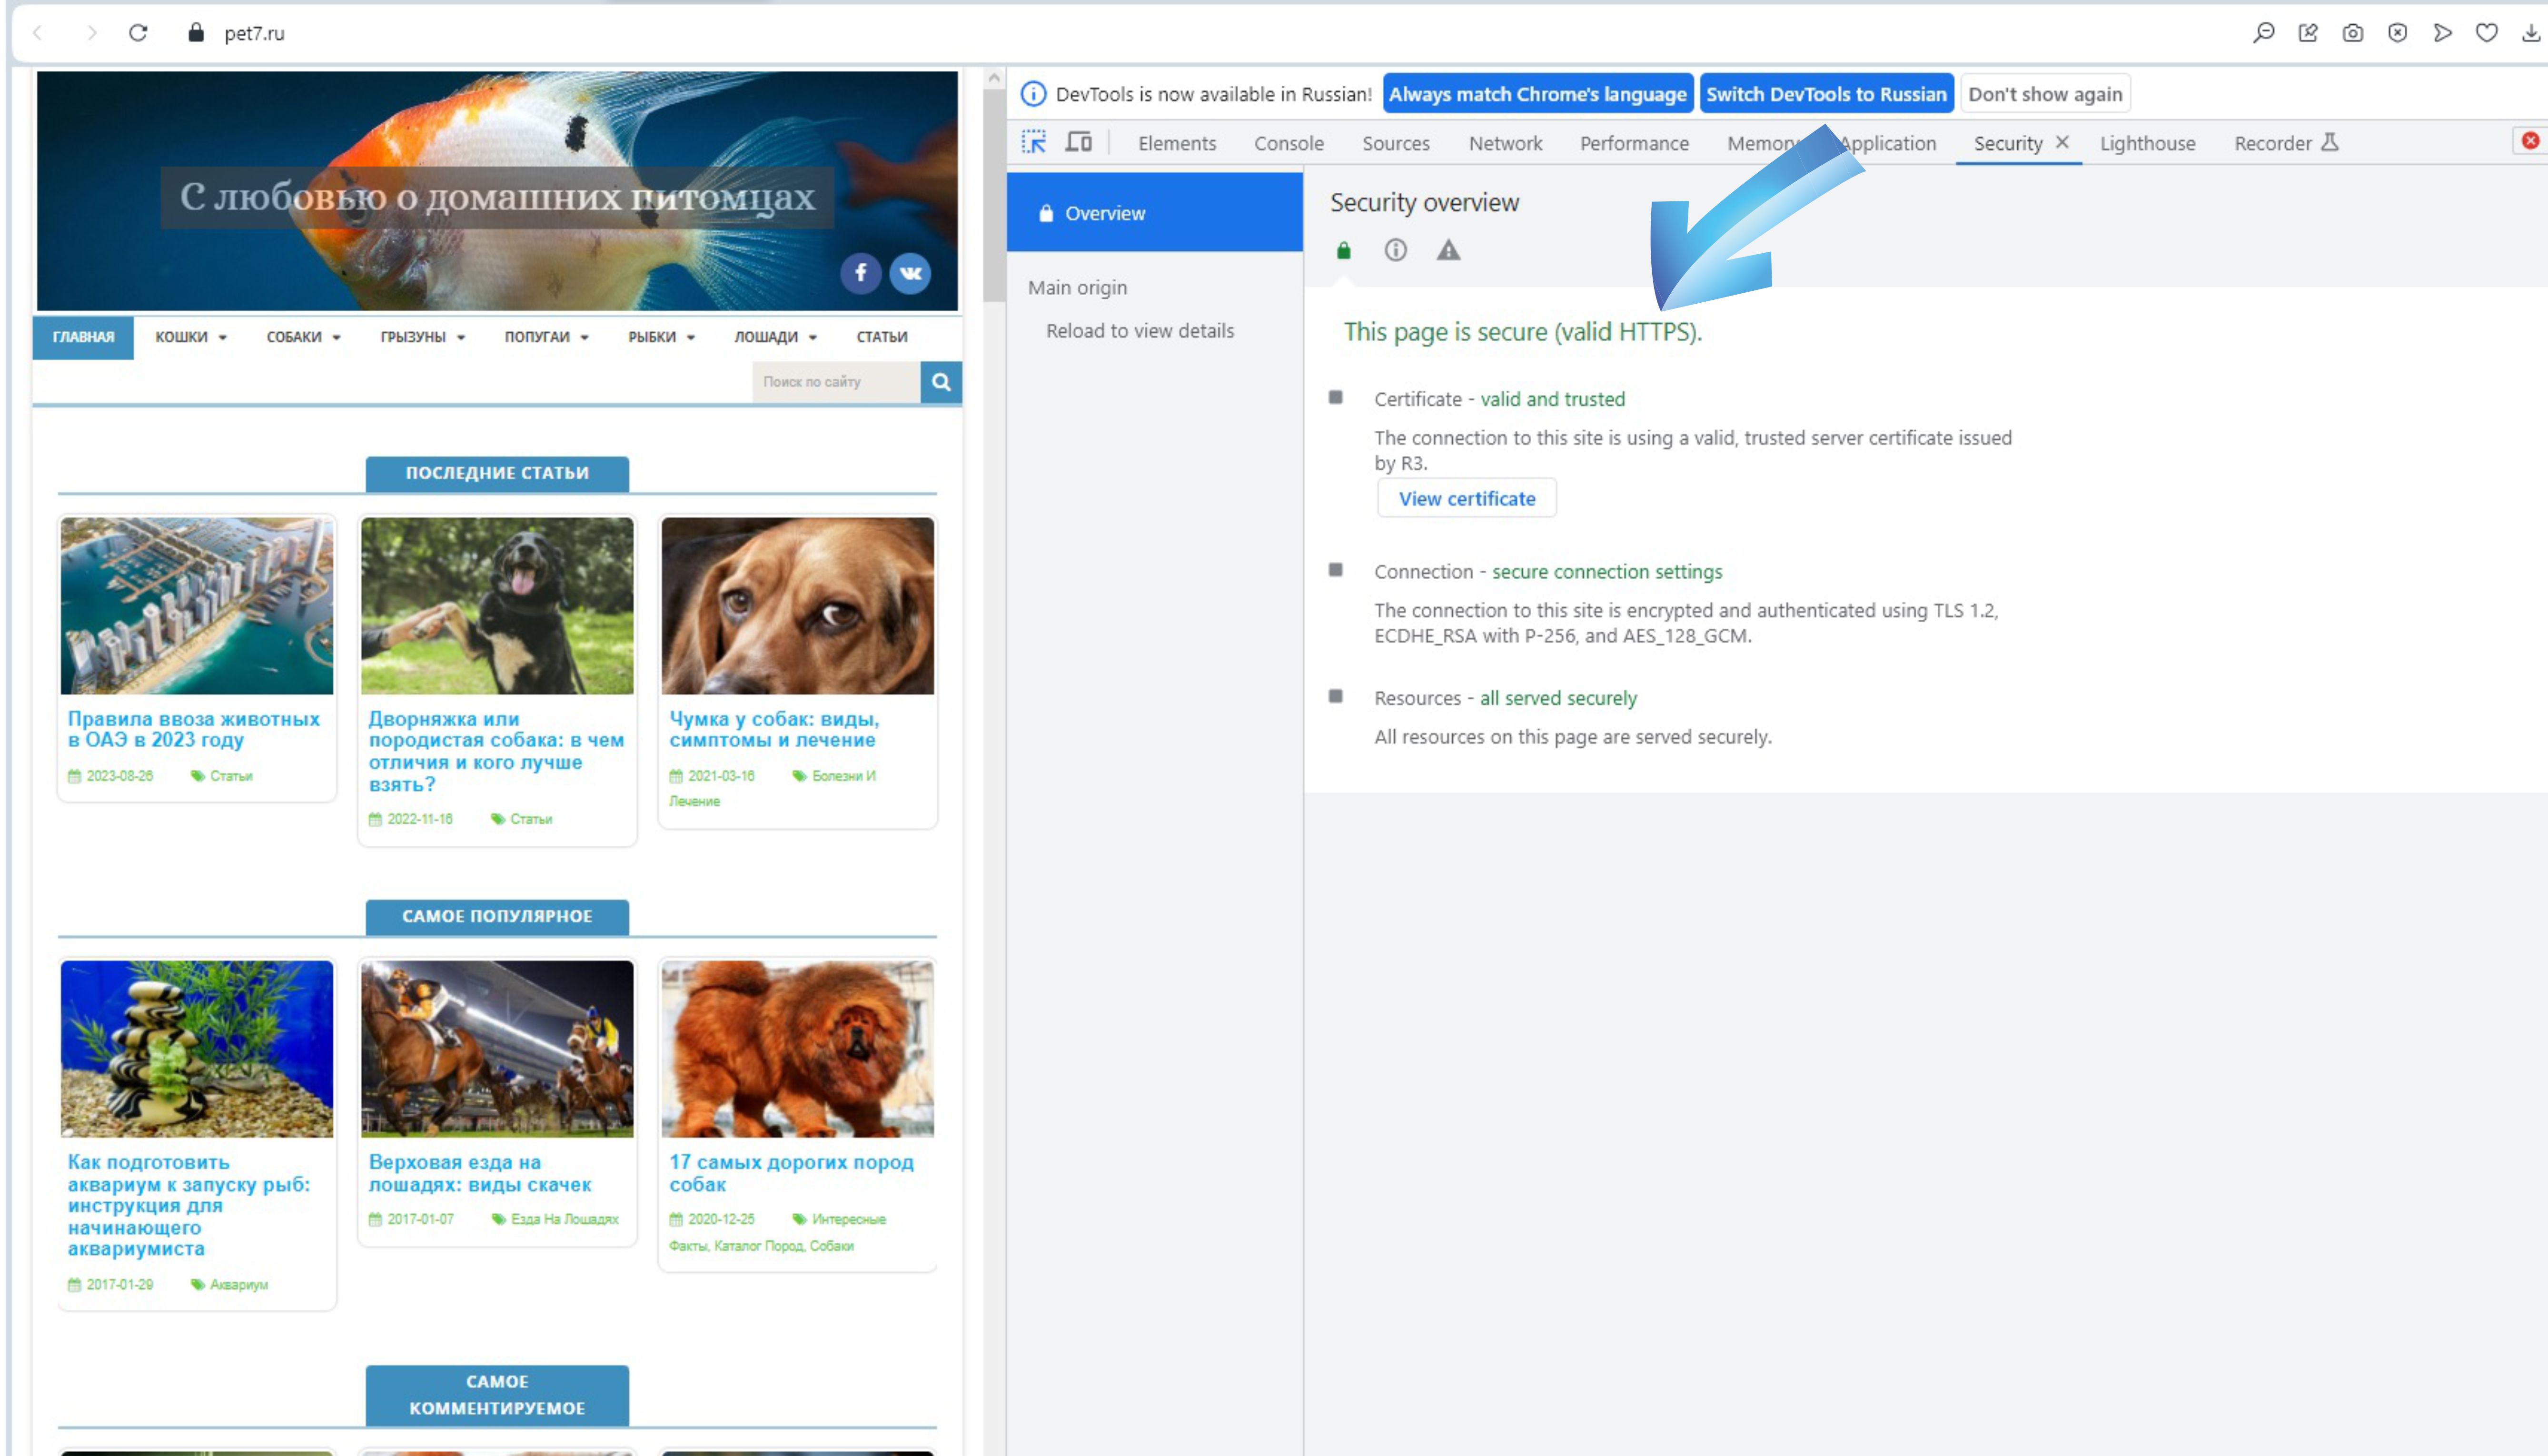 pet7.ru
С любовью о домашних питомцах
ГЛАВНАЯ КОШКИ СОБАКИ ГРЫЗУНЫ ПОПУГАИ РЫБКИ ЛОШАДИ СТАТЬИ
Поиск по сайту
ПОСЛЕДНИЕ СТАТЬИ
Правила ввоза животных
в ОАЭ в 2023 году
2023-08-26 Статьи
Дворняжка или
породистая собака: в чем
отличия и кого лучше
взять?
2022-11-16 Статьи
Чумка у собак: виды,
симптомы и лечение
2021-03-16 Болезни И
Лечение
САМОЕ ПОПУЛЯРНОЕ
Как подготовить
аквариум к запуску рыб:
инструкция для
начинающего
аквариумиста
2017-01-29 Аквариум
Верховая езда на
лошадях: виды скачек
2017-01-07 Езда На Лошадях
17 самых дорогих пород
собак
2020-12-25 Интересные
Факты, Каталог Пород, Собаки
САМОЕ
КОММЕНТИРУЕМОЕ
DevTools is now available in Russian! Always match Chrome's language Switch DevTools to Russian Don't show again
Elements Console Sources Network Performance Memory Application Security Lighthouse Recorder
Overview
Main origin
Reload to view details
Security overview
This page is secure (valid HTTPS).
Certificate - valid and trusted
The connection to this site is using a valid, trusted server certificate issued
by R3.
View certificate
Connection - secure connection settings
The connection to this site is encrypted and authenticated using TLS 1.2,
ECDHE_RSA with P-256, and AES_128_GCM.
Resources - all served securely
All resources on this page are served securely.